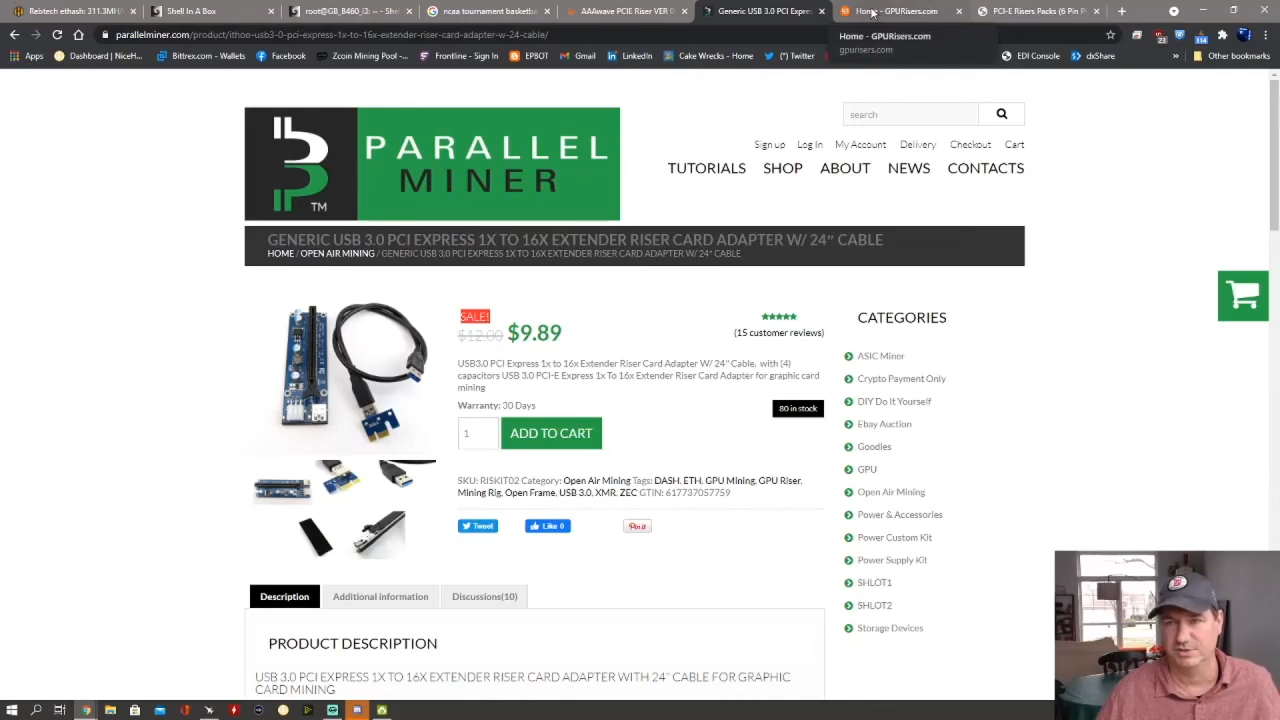 Rebtech ethash: 311.3MH/
Shell In A Box
root@GB_B460_i3: ~: Shel
ncaa tournament basketba
AAAwave PCIE Riser VER 0
Generic USB 3.0 PCI Expres
Home - GPURisers.com
PCI-E Risers Packs (6 Pin P
parallelminer.com/product/ithoo-usb3-0-pci-express-1x-to-16x-extender-riser-card-adapter-w-24-cable/
Home - GPURisers.com
gpurisers.com
23
114
Apps
Dashboard | NiceH...
Bittrex.com - Wallets
Facebook
Zcoin Mining Pool -...
Frontline - Sign In
EPBOT
Gmail
LinkedIn
Cake Wrecks - Home
(*) Twitter
EDI Console
dxShare
Other bookmarks
PARALLEL
MINER
TM
search
Sign up
Log In
My Account
Delivery
Checkout
Cart
TUTORIALS
SHOP
ABOUT
NEWS
CONTACTS
GENERIC USB 3.0 PCI EXPRESS 1X TO 16X EXTENDER RISER CARD ADAPTER W/ 24″ CABLE
HOME / OPEN AIR MINING / GENERIC USB 3.0 PCI EXPRESS 1X TO 16X EXTENDER RISER CARD ADAPTER W/ 24″ CABLE
SALE!
$12.00 $9.89
(15 customer reviews)
USB3.0 PCI Express 1x to 16x Extender Riser Card Adapter W/ 24″ Cable. with (4)
capacitors USB 3.0 PCI-E Express 1x To 16x Extender Riser Card Adapter for graphic card
mining
Warranty: 30 Days
80 in stock
1
ADD TO CART
SKU: RISKIT02 Category: Open Air Mining Tags: DASH, ETH, GPU Mining, GPU Riser,
Mining Rig, Open Frame, USB 3.0, XMR, ZEC GTIN: 617737057759
Tweet
Like 0
Pin it
CATEGORIES
ASIC Miner
Crypto Payment Only
DIY Do It Yourself
Ebay Auction
Goodles
GPU
Open Air Mining
Power & Accessories
Power Custom Kit
Power Supply Kit
SHLOT1
SHLOT2
Storage Devices
Description
Additional information
Discussions(10)
PRODUCT DESCRIPTION
USB 3.0 PCI EXPRESS 1X TO 16X EXTENDER RISER CARD ADAPTER WITH 24″ CABLE FOR GRAPHIC
CARD MINING